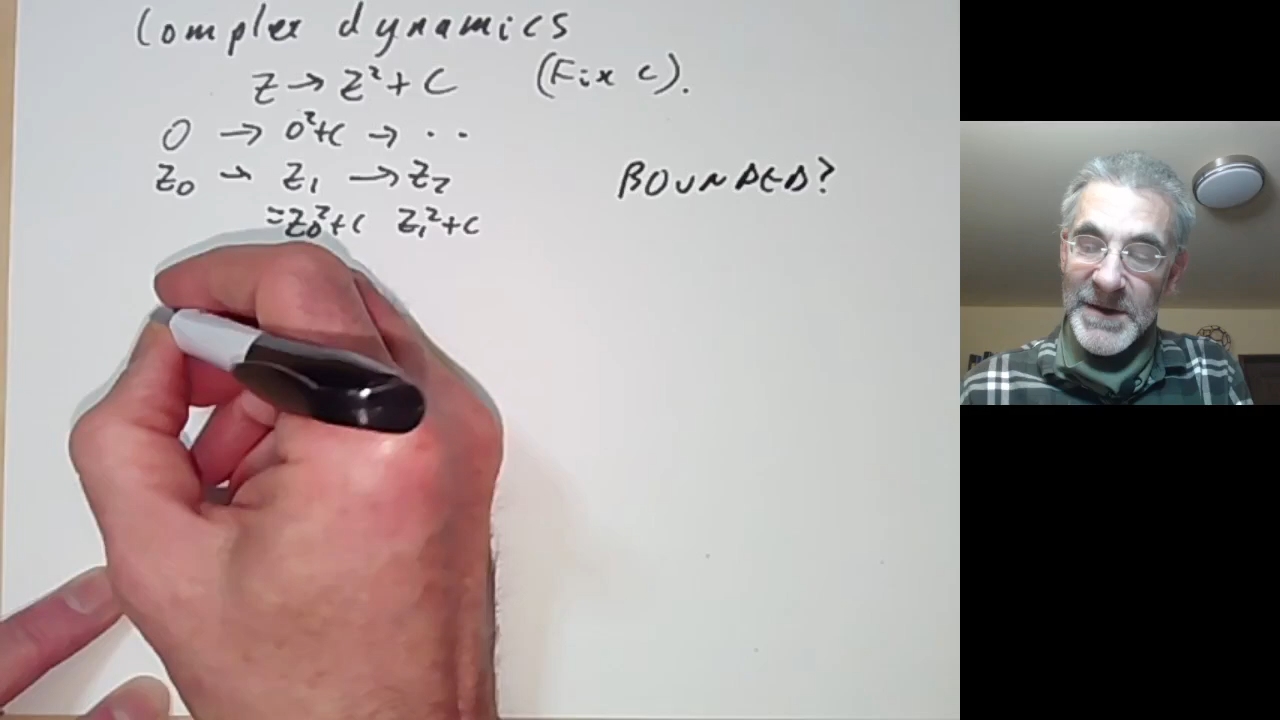 Complex dynamics
z → z² + c (Fix c).
0 → 0²+c → · ·
z₀ → z₁ → z₂ BOUNDED?
=z₀²+c z₁²+c